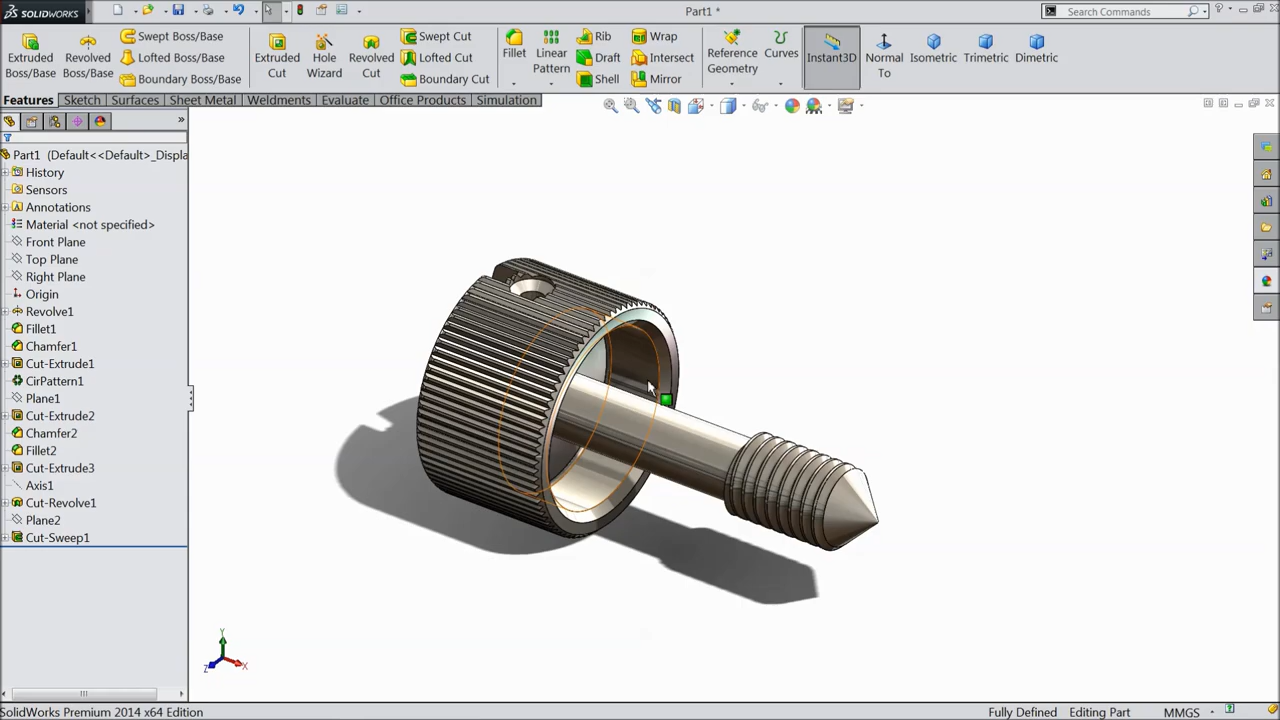 SOLIDWORKS
Part1 *
Search Commands
Extruded Boss/Base
Revolved Boss/Base
Swept Boss/Base
Lofted Boss/Base
Boundary Boss/Base
Extruded Cut
Hole Wizard
Revolved Cut
Swept Cut
Lofted Cut
Boundary Cut
Fillet
Linear Pattern
Rib
Draft
Shell
Wrap
Intersect
Mirror
Reference Geometry
Curves
Instant3D
Normal To
Isometric
Trimetric
Dimetric
Features
Sketch
Surfaces
Sheet Metal
Weldments
Evaluate
Office Products
Simulation
Part1 (Default<<Default>_Displa
History
Sensors
Annotations
Material <not specified>
Front Plane
Top Plane
Right Plane
Origin
Revolve1
Fillet1
Chamfer1
Cut-Extrude1
CirPattern1
Plane1
Cut-Extrude2
Chamfer2
Fillet2
Cut-Extrude3
Axis1
Cut-Revolve1
Plane2
Cut-Sweep1
Y
Z
X
SolidWorks Premium 2014 x64 Edition
Fully Defined
Editing Part
MMGS